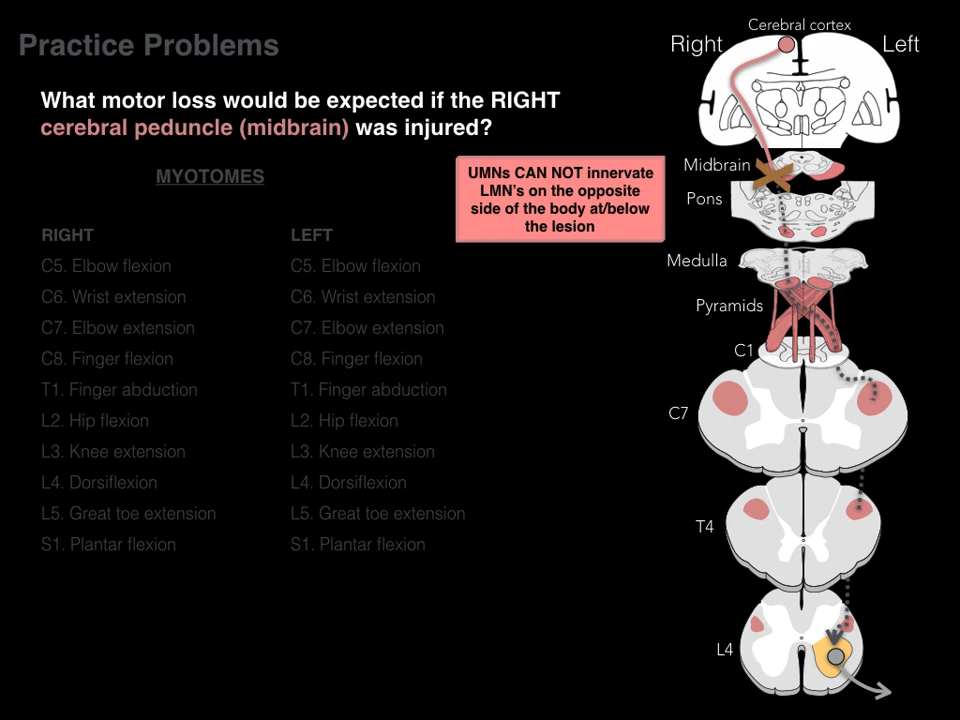 Practice Problems
What motor loss would be expected if the RIGHT
cerebral peduncle (midbrain) was injured?
MYOTOMES
RIGHT
C5. Elbow flexion
C6. Wrist extension
C7. Elbow extension
C8. Finger flexion
T1. Finger abduction
L2. Hip flexion
L3. Knee extension
L4. Dorsiflexion
L5. Great toe extension
S1. Plantar flexion
LEFT
C5. Elbow flexion
C6. Wrist extension
C7. Elbow extension
C8. Finger flexion
T1. Finger abduction
L2. Hip flexion
L3. Knee extension
L4. Dorsiflexion
L5. Great toe extension
S1. Plantar flexion
UMNs CAN NOT innervate
LMN's on the opposite
side of the body at/below
the lesion
Cerebral cortex
Right
Left
Midbrain
Pons
Medulla
Pyramids
C1
C7
T4
L4